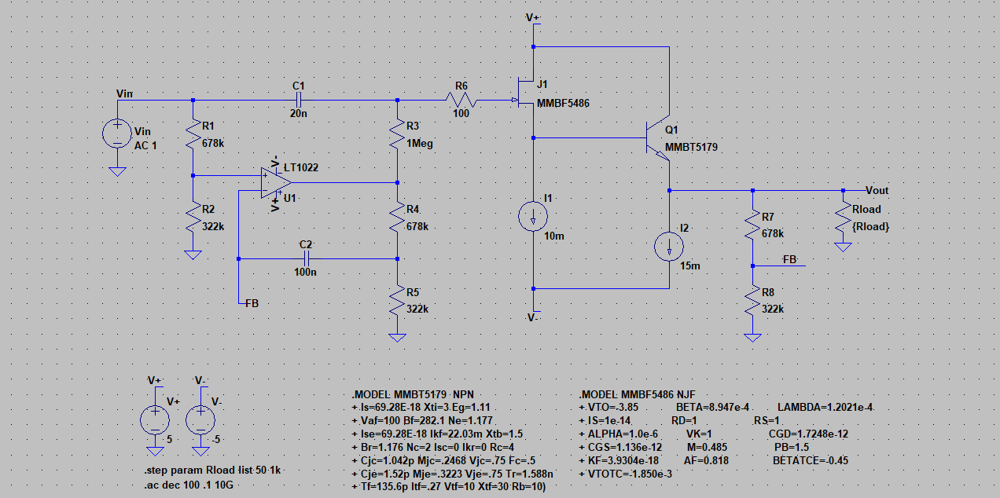 V+
C1
20n
R6
100
J1
MMBF5486
Vin
Vin
AC 1
R1
678k
R3
1Meg
Q1
MMBT5179
V-
LT1022
U1
V+
R2
322k
R4
678k
I1
10m
I2
15m
Vout
Rload
{Rload}
R7
678k
C2
100n
FB
FB
R5
322k
R8
322k
V-
V+
V+
5
V-
V-
-5
.step param Rload list 50 1k
.ac dec 100 .1 10G
.MODEL MMBT5179 NPN
+ Is=69.28E-18 Xti=3 Eg=1.11
+ Vaf=100 Bf=282.1 Ne=1.177
+ Ise=69.28E-18 Ikf=22.03m Xtb=1.5
+ Br=1.176 Nc=2 Isc=0 Ikr=0 Rc=4
+ Cjc=1.042p Mjc=.2468 Vjc=.75 Fc=.5
+ Cje=1.52p Mje=.3223 Vje=.75 Tr=1.588n
+ Tf=135.6p Itf=.27 Vtf=10 Xtf=30 Rb=10)
.MODEL MMBF5486 NJF
+ VTO=-3.85 BETA=8.947e-4 LAMBDA=1.2021e-4
+ IS=1e-14 RD=1 RS=1
+ ALPHA=1.0e-6 VK=1 CGD=1.7248e-12
+ CGS=1.136e-12 M=0.485 PB=1.5
+ KF=3.9304e-18 AF=0.818 BETATCE=-0.45
+ VTOTC=-1.850e-3